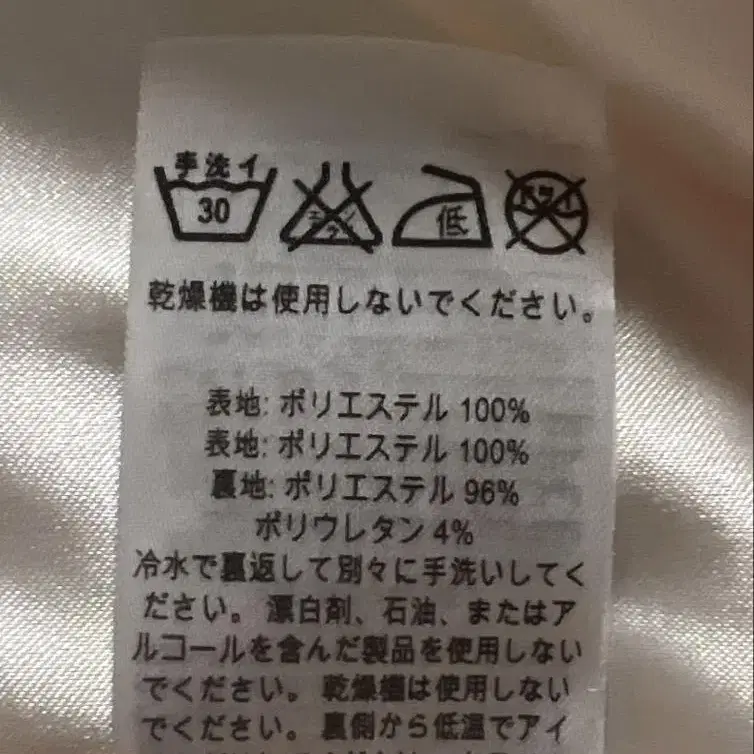 手洗イ
30
低
ドライ
乾燥機は使用しないでください。
表地: ポリエステル 100%
表地: ポリエステル 100%
裏地: ポリエステル 96%
ポリウレタン 4%
冷水で裏返して別々に手洗いしてく
ださい。 漂白剤、石油、またはア
ルコールを含んだ製品を使用しない
でください。 乾燥機は使用しない
でください。 裏側から低温でアイ